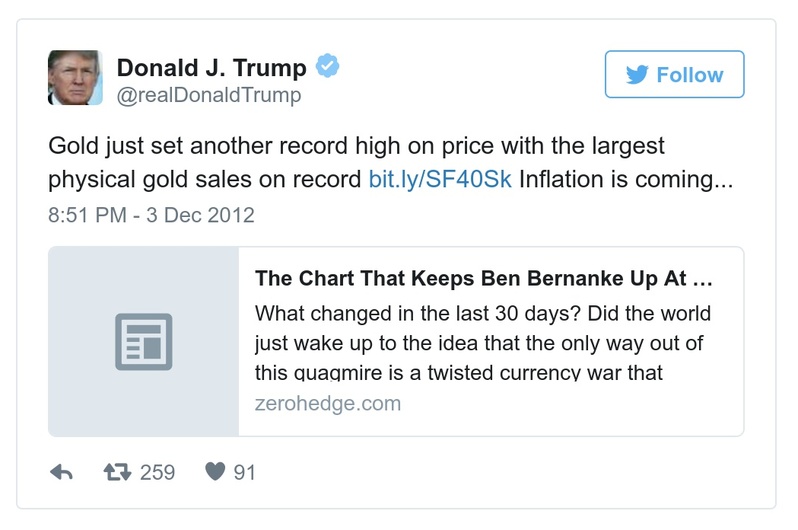 Donald J. Trump
@realDonaldTrump
Follow
Gold just set another record high on price with the largest
physical gold sales on record bit.ly/SF40Sk Inflation is coming...
8:51 PM - 3 Dec 2012
The Chart That Keeps Ben Bernanke Up At ...
What changed in the last 30 days? Did the world
just wake up to the idea that the only way out of
this quagmire is a twisted currency war that
zerohedge.com
259
91